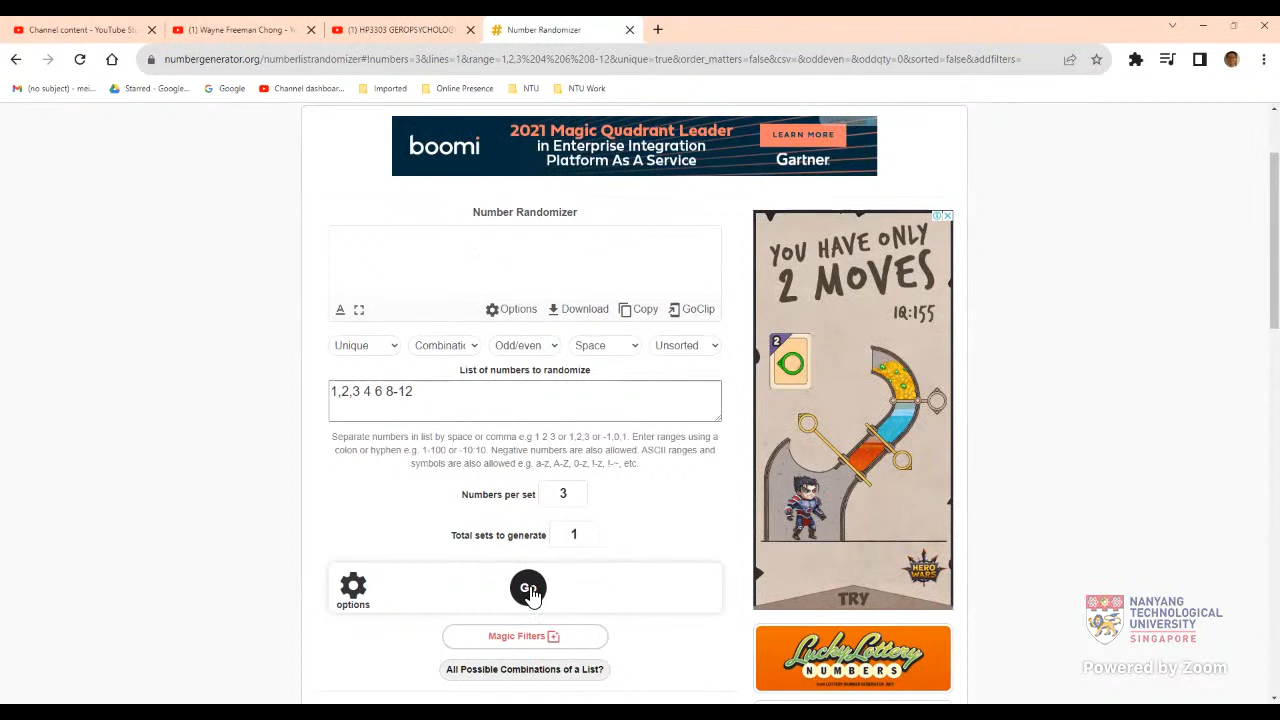 Channel content - YouTube St
(1) Wayne Freeman Chong - Y
(1) HP3303 GEROPSYCHOLOG
Number Randomizer
numbergenerator.org/numberlistrandomizer#!numbers=3&lines=1&range=1,2,3%204%206%208-12&unique=true&order_matters=false&csv=&oddeven=&oddqty=0&sorted=false&addfilters=
(no subject) - mei...
Starred - Google...
Google
Channel dashboar...
Imported
Online Presence
NTU
NTU Work
boomi
2021 Magic Quadrant Leader
in Enterprise Integration
Platform As A Service
LEARN MORE
Gartner
Number Randomizer
A
Options
Download
Copy
GoClip
Unique
Combinatic
Odd/even
Space
Unsorted
List of numbers to randomize
1,2,3 4 6 8-12
Separate numbers in list by space or comma e.g 1 2 3 or 1,2,3 or -1,0,1. Enter ranges using a
colon or hyphen e.g. 1-100 or -10:10. Negative numbers are also allowed. ASCII ranges and
symbols are also allowed e.g. a-z, A-Z, 0-z, !-z, !-~, etc.
Numbers per set 3
Total sets to generate 1
options
Go
Magic Filters
All Possible Combinations of a List?
YOU HAVE ONLY
2 MOVES
IQ:155
2
HERO
WARS
TRY
Lucky Lottery
NUMBERS
NANYANG
TECHNOLOGICAL
UNIVERSITY
SINGAPORE
Powered by Zoom